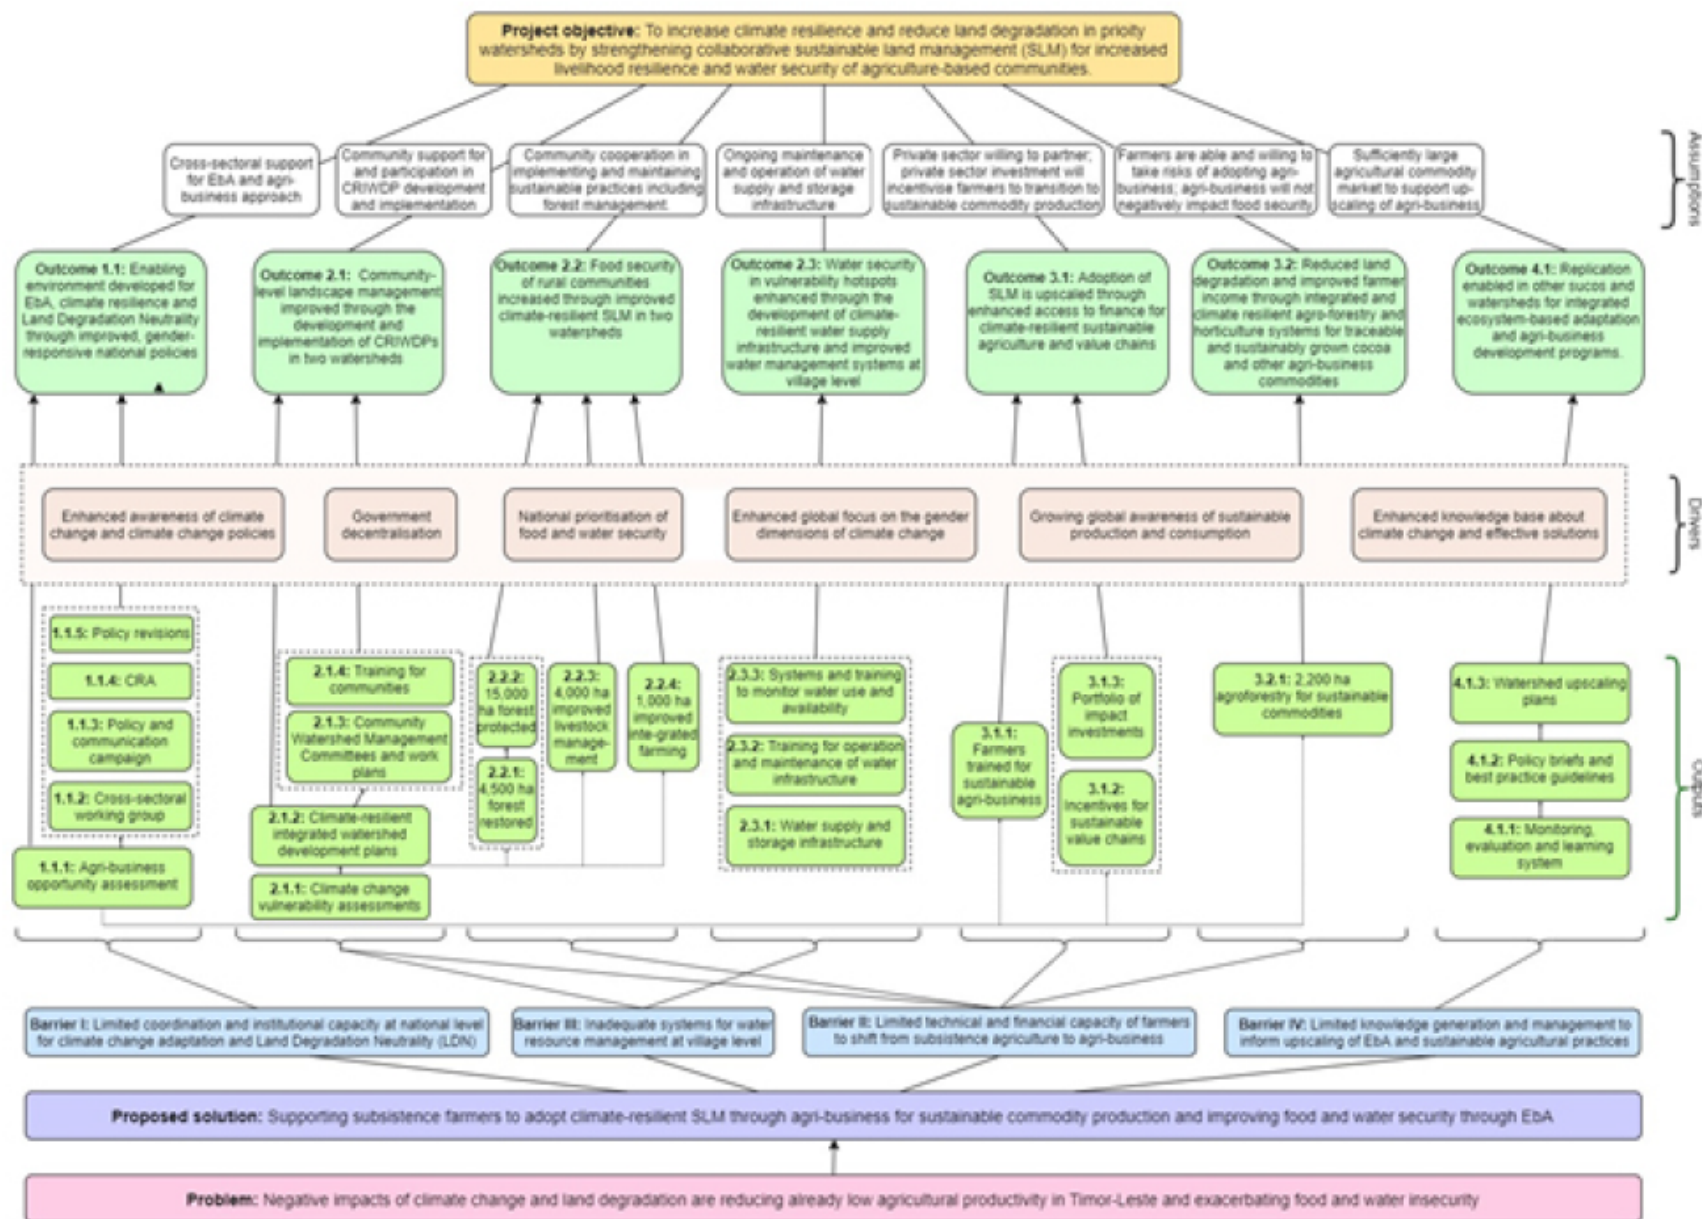 Project objective: To increase climate resilience and reduce land degradation in prioity
watersheds by strengthening collaborative sustainable land management (SLM) for increased
livelihood resilience and water security of agriculture-based communities.
Cross-sectoral support
for EbA and agri-
business approach
Community support for
and participation in
CRIWDP development
and implementation
Community cooperation in
implementing and maintaining
sustainable practices including
forest management.
Ongoing maintenance
and operation of water
supply and storage
infrastructure
Private sector willing to partner;
private sector investment will
incentivise farmers to transition to
sustainable commodity production
Farmers are able and willing to
take risks of adopting agri-
business; agri-business will not
negatively impact food security
Sufficiently large
agricultural commodity
market to support up-
scaling of agri-business
Assumptions
Outcome 1.1: Enabling
environment developed for
EbA, climate resilience and
Land Degradation Neutrality
through improved, gender-
responsive national policies
Outcome 2.1: Community-
level landscape management
improved through the
development and
implementation of CRIWDPs
in two watersheds
Outcome 2.2: Food security
of rural communities
increased through improved
climate-resilient SLM in two
watersheds
Outcome 2.3: Water security
in vulnerability hotspots
enhanced through the
development of climate-
resilient water supply
infrastructure and improved
water management systems at
village level
Outcome 3.1: Adoption of
SLM is upscaled through
enhanced access to finance for
climate-resilient sustainable
agriculture and value chains
Outcome 3.2: Reduced land
degradation and improved farmer
income through integrated and
climate resilient agro-forestry and
horticulture systems for traceable
and sustainably grown cocoa
and other agri-business
commodities
Outcome 4.1: Replication
enabled in other sucos and
watersheds for integrated
ecosystem-based adaptation
and agri-business
development programs.
Enhanced awareness of climate
change and climate change policies
Government
decentralisation
National prioritisation of
food and water security
Enhanced global focus on the gender
dimensions of climate change
Growing global awareness of sustainable
production and consumption
Enhanced knowledge base about
climate change and effective solutions
Drivers
1.1.5: Policy revisions
1.1.4: CRA
1.1.3: Policy and
communication
campaign
1.1.2: Cross-sectoral
working group
1.1.1: Agri-business
opportunity assessment
2.1.4: Training for
communities
2.1.3: Community
Watershed Management
Committees and work
plans
2.1.2: Climate-resilient
integrated watershed
development plans
2.1.1: Climate change
vulnerability assessments
2.2.2:
15,000
ha forest
protected
2.2.1:
4,500 ha
forest
restored
2.2.3:
4,000 ha
improved
livestock
manage-
ment
2.2.4:
1,000 ha
improved
inte-grated
farming
2.3.3: Systems and training
to monitor water use and
availability
2.3.2: Training for operation
and maintenance of water
infrastructure
2.3.1: Water supply and
storage infrastructure
3.1.1:
Farmers
trained for
sustainable
agri-business
3.1.3:
Portfolio of
impact
investments
3.1.2:
Incentives for
sustainable
value chains
3.2.1: 2,200 ha
agroforestry for sustainable
commodities
4.1.3: Watershed upscaling
plans
4.1.2: Policy briefs and
best practice guidelines
4.1.1: Monitoring,
evaluation and learning
system
Outputs
Barrier I: Limited coordination and institutional capacity at national level
for climate change adaptation and Land Degradation Neutrality (LDN)
Barrier III: Inadequate systems for water
resource management at village level
Barrier II: Limited technical and financial capacity of farmers
to shift from subsistence agriculture to agri-business
Barrier IV: Limited knowledge generation and management to
inform upscaling of EbA and sustainable agricultural practices
Proposed solution: Supporting subsistence farmers to adopt climate-resilient SLM through agri-business for sustainable commodity production and improving food and water security through EbA
Problem: Negative impacts of climate change and land degradation are reducing already low agricultural productivity in Timor-Leste and exacerbating food and water insecurity